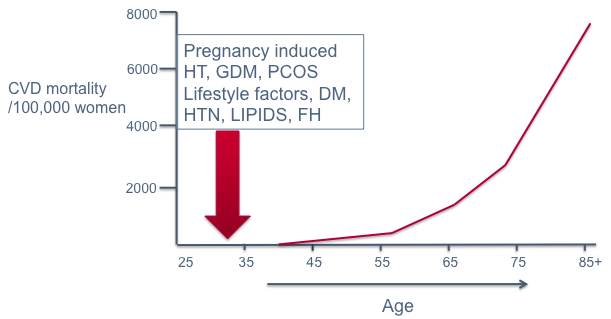 8000
Pregnancy induced
HT, GDM, PCOS
Lifestyle factors, DM,
HTN, LIPIDS, FH
6000
CVD mortality
/100,000 women
4000
2000
25 35 45 55 65 75 85+
Age